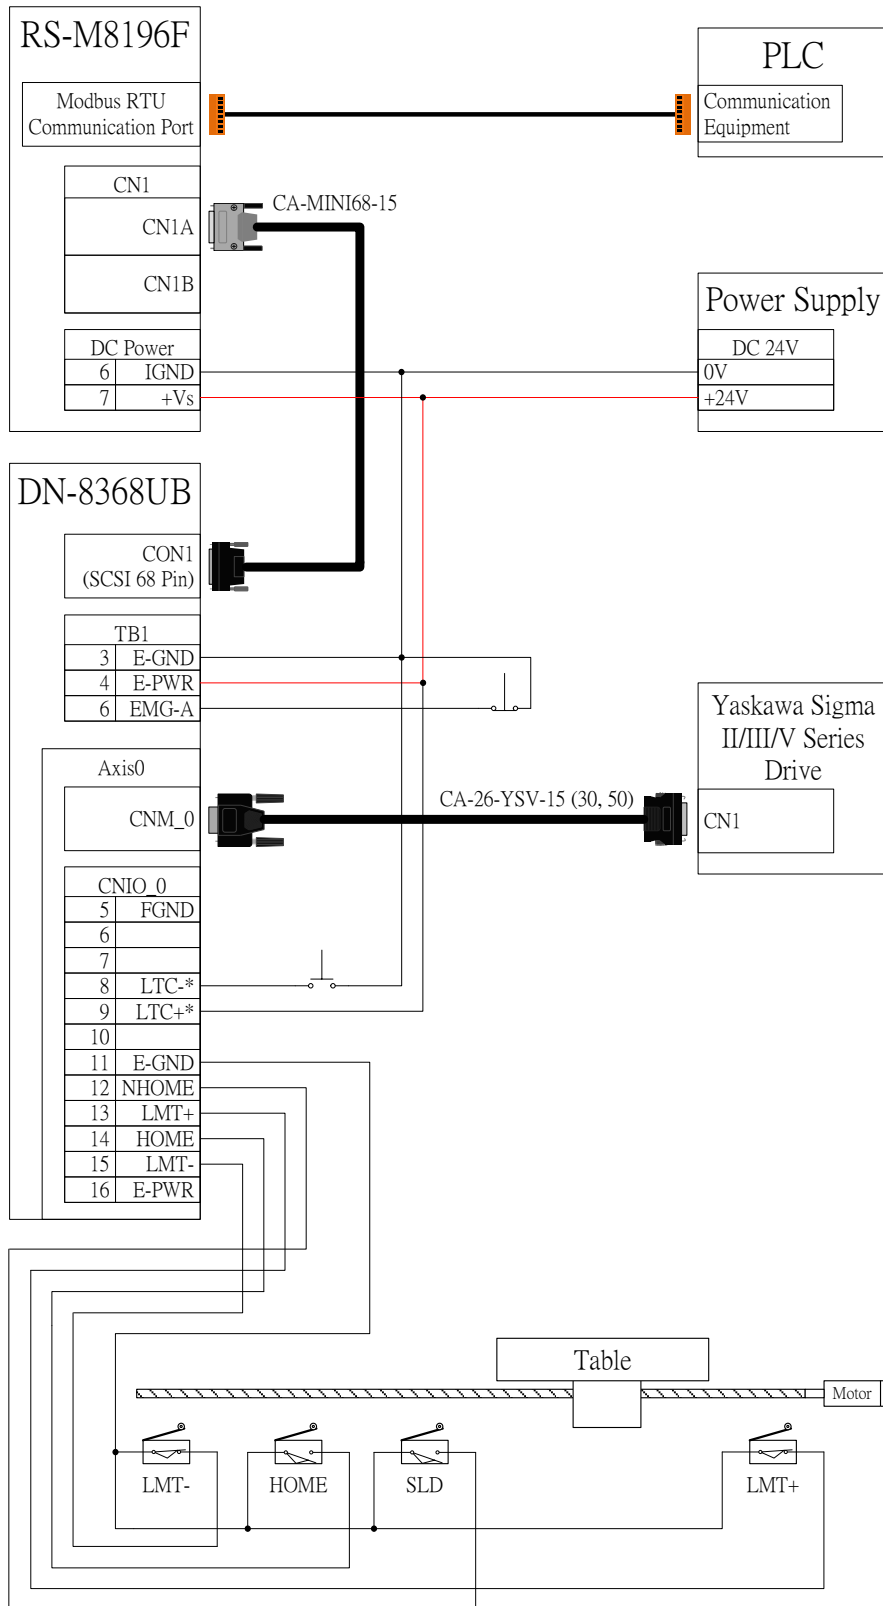 RS-M8196F
Modbus RTU
Communication Port
CN1
CN1A
CN1B
DC Power
6 IGND
7 +Vs
CA-MINI68-15
PLC
Communication
Equipment
Power Supply
DC 24V
0V
+24V
DN-8368UB
CON1
(SCSI 68 Pin)
TB1
3 E-GND
4 E-PWR
6 EMG-A
Axis0
CNM_0
CA-26-YSV-15 (30, 50)
Yaskawa Sigma
II/III/V Series
Drive
CN1
CNIO_0
5 FGND
6
7
8 LTC-*
9 LTC+*
10
11 E-GND
12 NHOME
13 LMT+
14 HOME
15 LMT-
16 E-PWR
Table
Motor
LMT-
HOME
SLD
LMT+